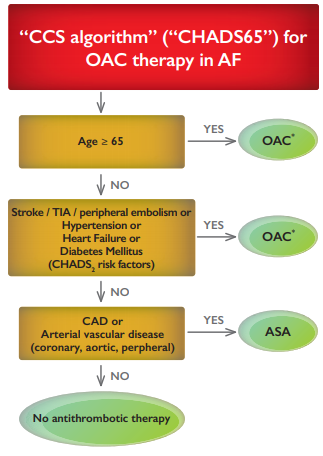 “CCS algorithm” (“CHADS65”) for
OAC therapy in AF
Age ≥ 65
YES
OAC*
NO
Stroke / TIA / peripheral embolism or
Hypertension or
Heart Failure or
Diabetes Mellitus
(CHADS₂ risk factors)
YES
OAC*
NO
CAD or
Arterial vascular disease
(coronary, aortic, perpheral)
YES
ASA
NO
No antithrombotic therapy